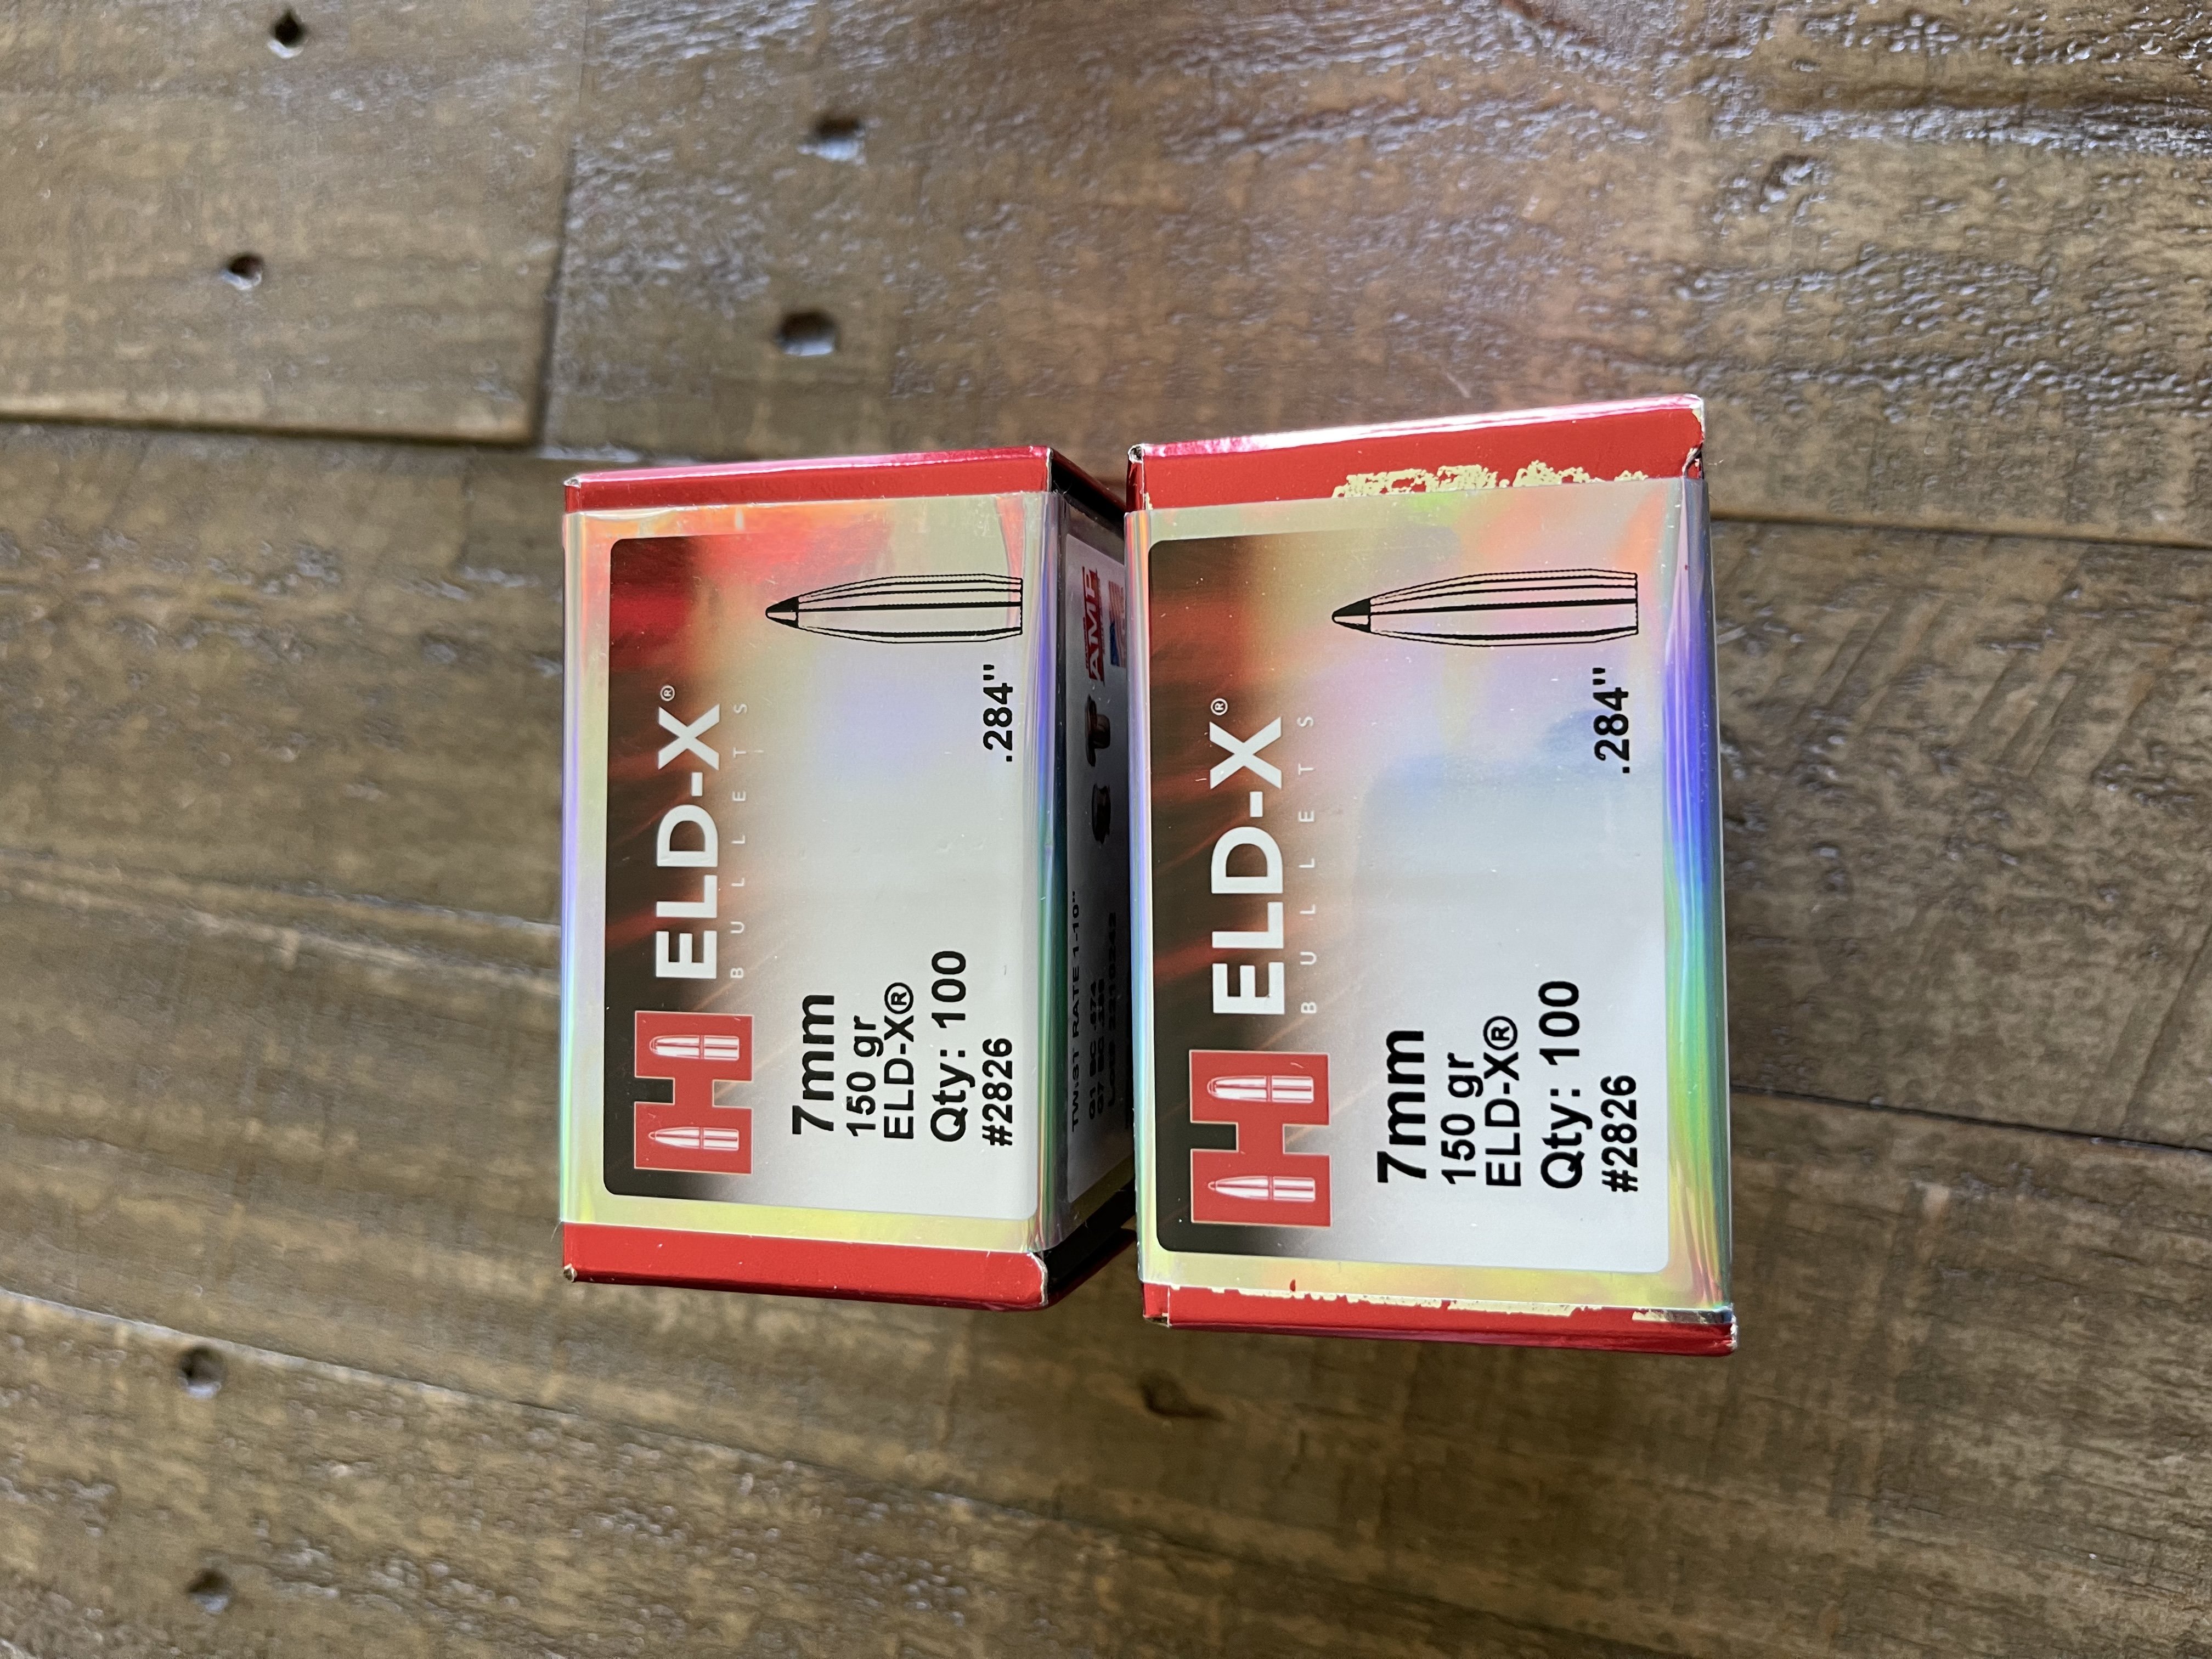 ELD-X®
BULLETS
7mm
150 gr
ELD-X®
Qty: 100
#2826
.284"
AMP
TWIST RATE 1-10"
ELD-X®
BULLETS
7mm
150 gr
ELD-X®
Qty: 100
#2826
.284"